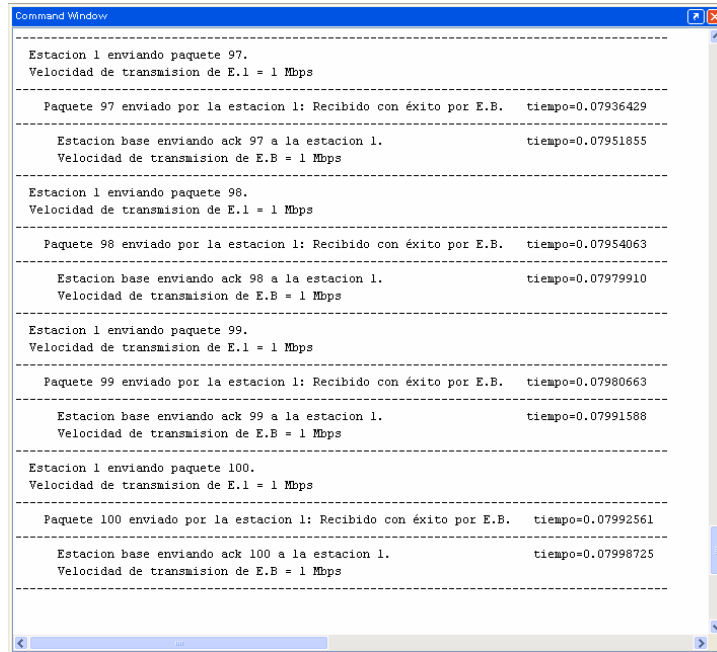 Command Window
--------------------------------------------------------------------------------
Estacion 1 enviando paquete 97.
Velocidad de transmision de E.1 = 1 Mbps
--------------------------------------------------------------------------------
Paquete 97 enviado por la estacion 1: Recibido con éxito por E.B. tiempo=0.07936429
--------------------------------------------------------------------------------
Estacion base enviando ack 97 a la estacion 1. tiempo=0.07951855
Velocidad de transmision de E.B = 1 Mbps
--------------------------------------------------------------------------------
Estacion 1 enviando paquete 98.
Velocidad de transmision de E.1 = 1 Mbps
--------------------------------------------------------------------------------
Paquete 98 enviado por la estacion 1: Recibido con éxito por E.B. tiempo=0.07954063
--------------------------------------------------------------------------------
Estacion base enviando ack 98 a la estacion 1. tiempo=0.07979910
Velocidad de transmision de E.B = 1 Mbps
--------------------------------------------------------------------------------
Estacion 1 enviando paquete 99.
Velocidad de transmision de E.1 = 1 Mbps
--------------------------------------------------------------------------------
Paquete 99 enviado por la estacion 1: Recibido con éxito por E.B. tiempo=0.07980663
--------------------------------------------------------------------------------
Estacion base enviando ack 99 a la estacion 1. tiempo=0.07991588
Velocidad de transmision de E.B = 1 Mbps
--------------------------------------------------------------------------------
Estacion 1 enviando paquete 100.
Velocidad de transmision de E.1 = 1 Mbps
--------------------------------------------------------------------------------
Paquete 100 enviado por la estacion 1: Recibido con éxito por E.B. tiempo=0.07992561
--------------------------------------------------------------------------------
Estacion base enviando ack 100 a la estacion 1. tiempo=0.07998725
Velocidad de transmision de E.B = 1 Mbps
--------------------------------------------------------------------------------